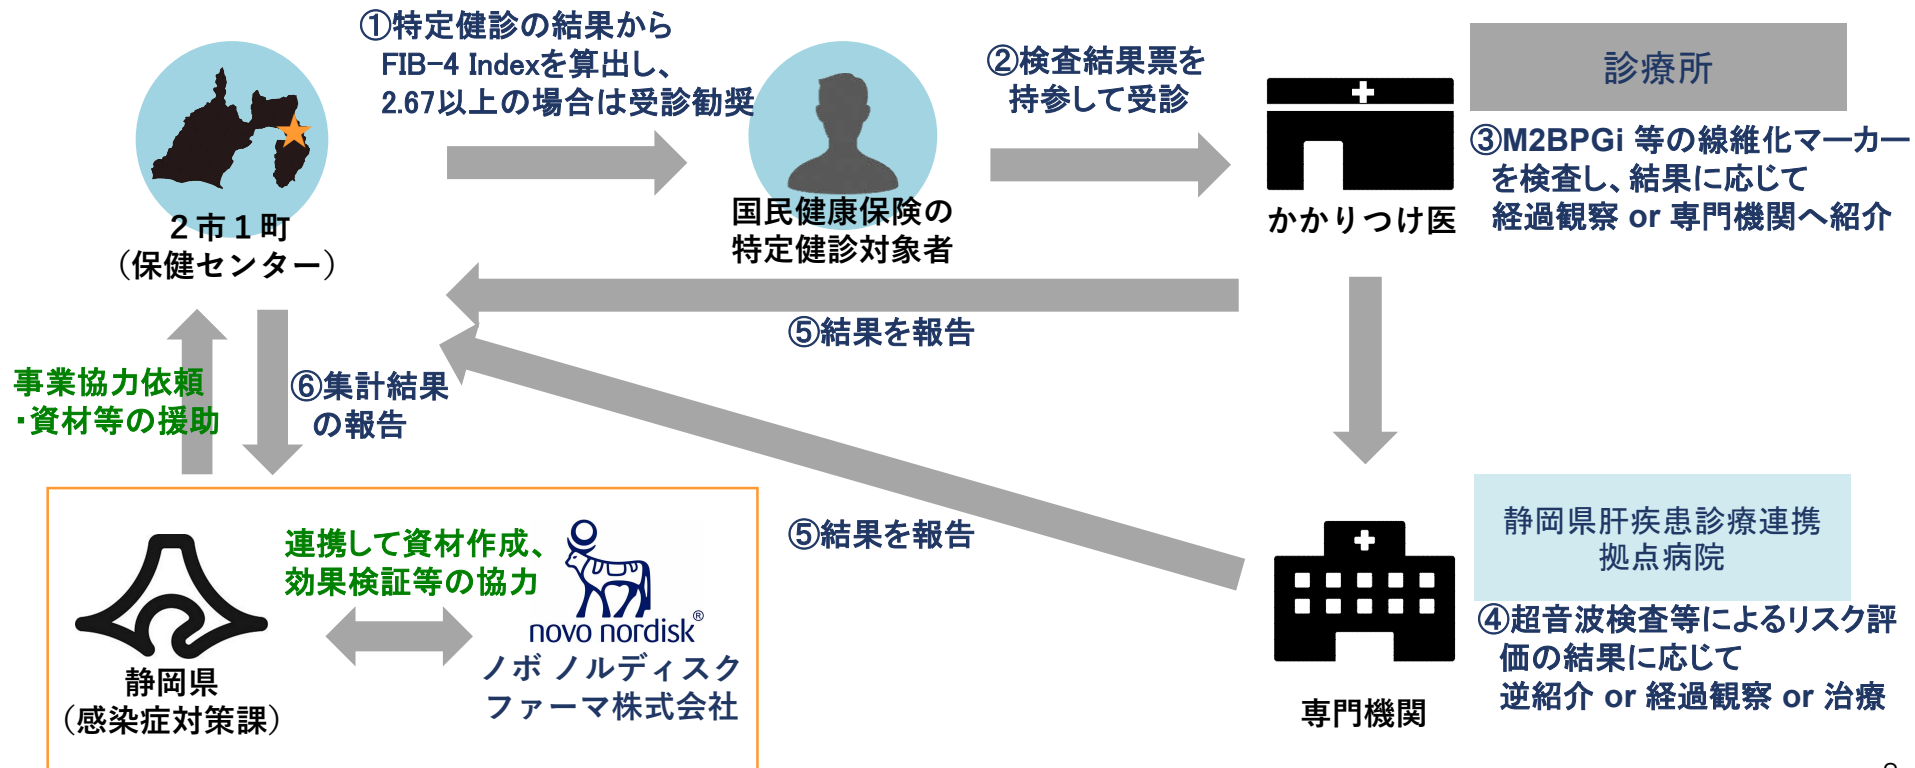 ①特定健診の結果から
FIB-4 Indexを算出し、
2.67以上の場合は受診勧奨
②検査結果票を
持参して受診
診療所
③M2BPGi 等の線維化マーカー
を検査し、結果に応じて
経過観察 or 専門機関へ紹介
２市１町
（保健センター）
国民健康保険の
特定健診対象者
かかりつけ医
⑤結果を報告
事業協力依頼
・資材等の援助
⑥集計結果
の報告
⑤結果を報告
連携して資材作成、
効果検証等の協力
novo nordisk®
ノボ ノルディスク
ファーマ株式会社
静岡県
（感染症対策課）
静岡県肝疾患診療連携
拠点病院
④超音波検査等によるリスク評
価の結果に応じて
逆紹介 or 経過観察 or 治療
専門機関